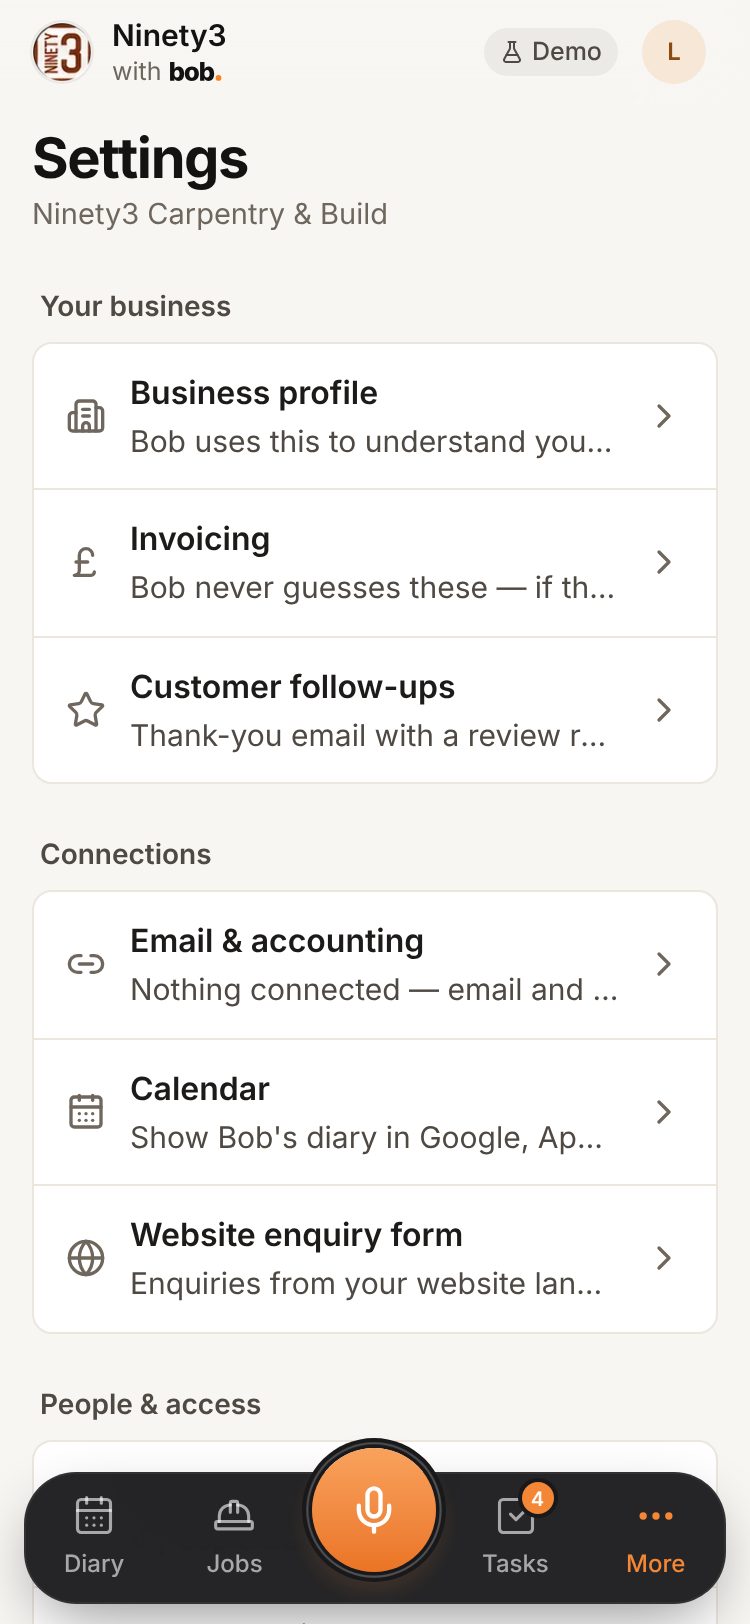 NINETY
3
Ninety3
with bob.
Demo
L
Settings
Ninety3 Carpentry & Build
Your business
Business profile
Bob uses this to understand you...
£
Invoicing
Bob never guesses these — if th...
Customer follow-ups
Thank-you email with a review r...
Connections
Email & accounting
Nothing connected — email and ...
Calendar
Show Bob's diary in Google, Ap...
Website enquiry form
Enquiries from your website lan...
People & access
4
Diary
Jobs
Tasks
More